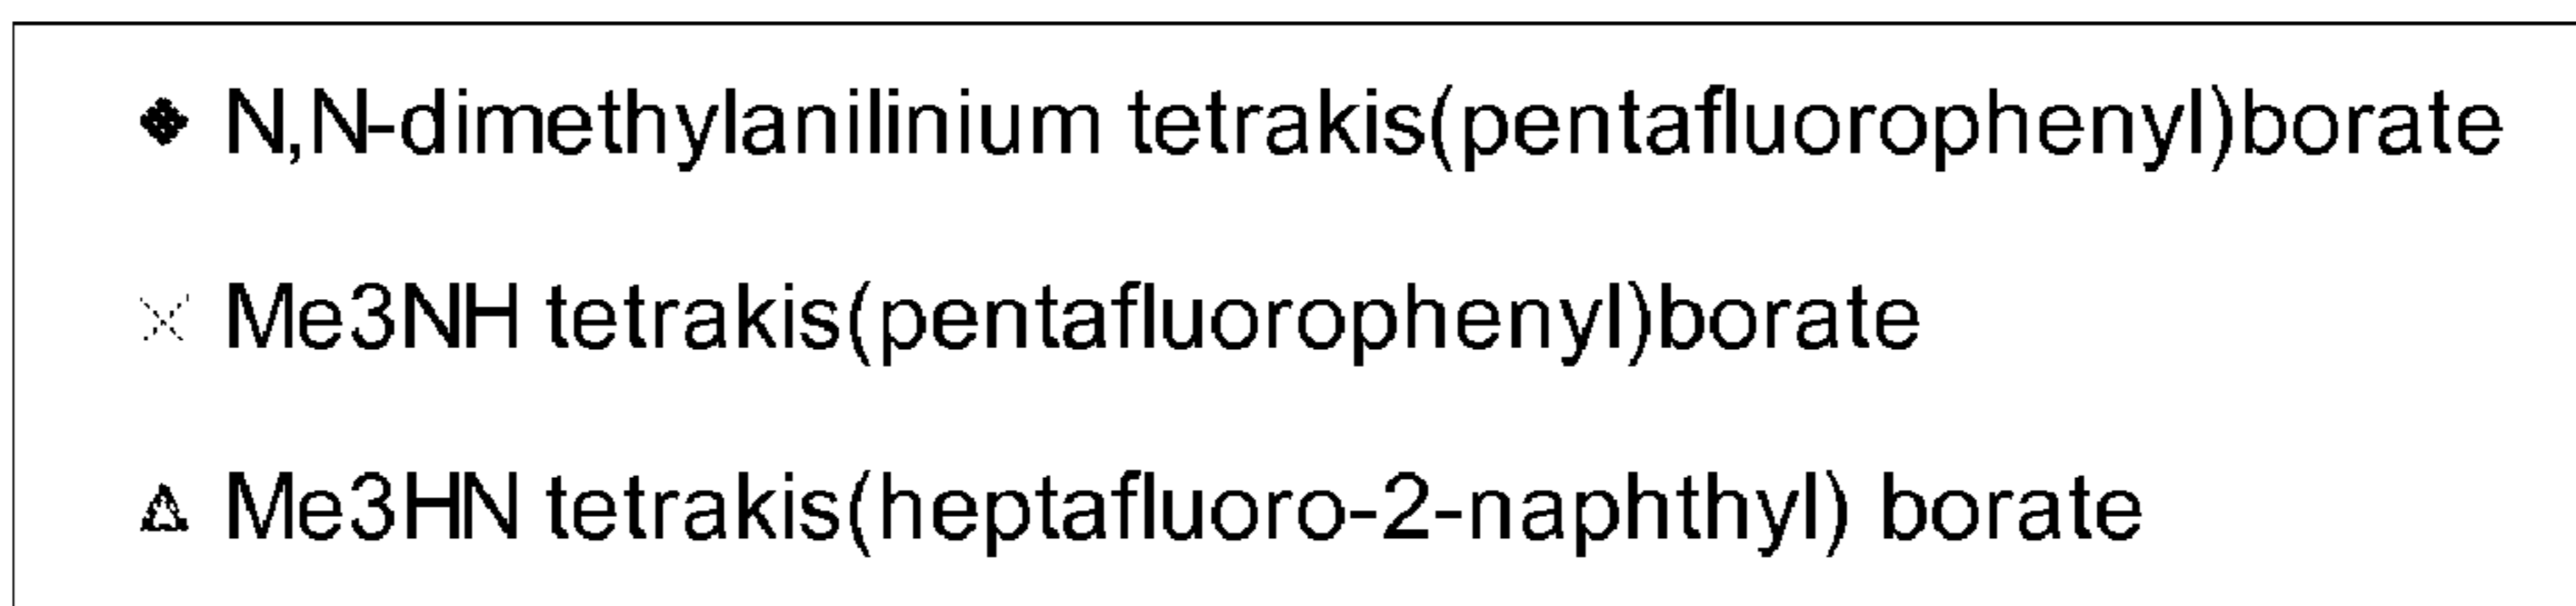 N,N-dimethylanilinium tetrakis(pentafluorophenyl)borate
Me3NH tetrakis(pentafluorophenyl)borate
Me3HN tetrakis(heptafluoro-2-naphthyl) borate